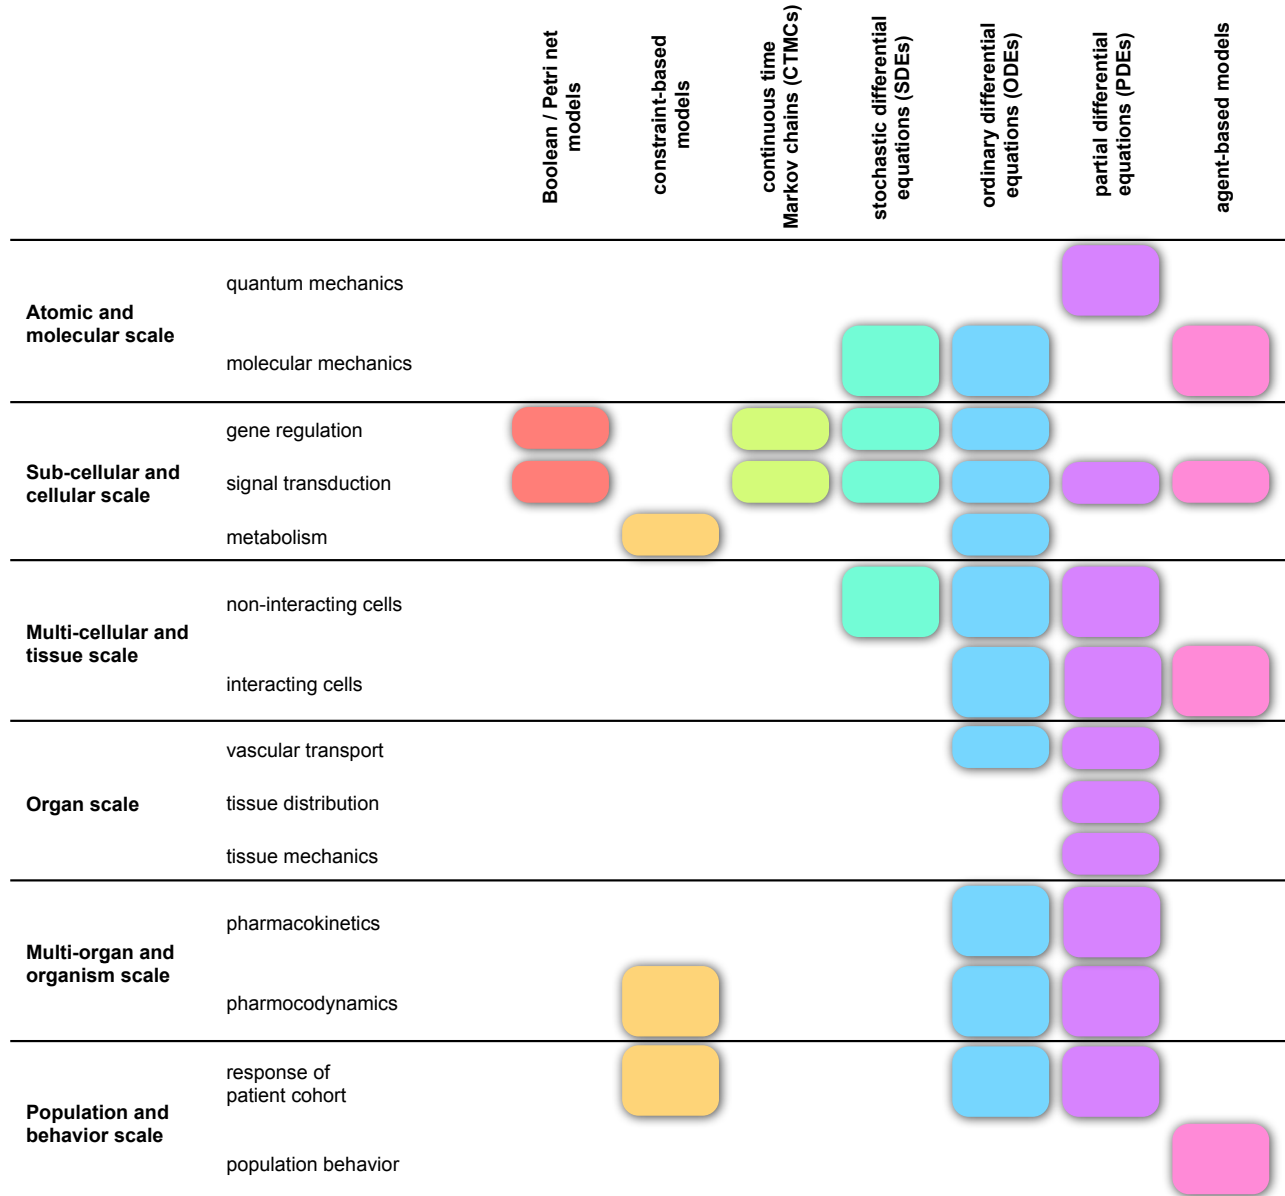 Boolean / Petri net
models
constraint-based
models
continuous time
Markov chains (CTMCs)
stochastic differential
equations (SDEs)
ordinary differential
equations (ODEs)
partial differential
equations (PDEs)
agent-based models
Atomic and
molecular scale
quantum mechanics
molecular mechanics
Sub-cellular and
cellular scale
gene regulation
signal transduction
metabolism
Multi-cellular and
tissue scale
non-interacting cells
interacting cells
Organ scale
vascular transport
tissue distribution
tissue mechanics
Multi-organ and
organism scale
pharmacokinetics
pharmocodynamics
Population and
behavior scale
response of
patient cohort
population behavior